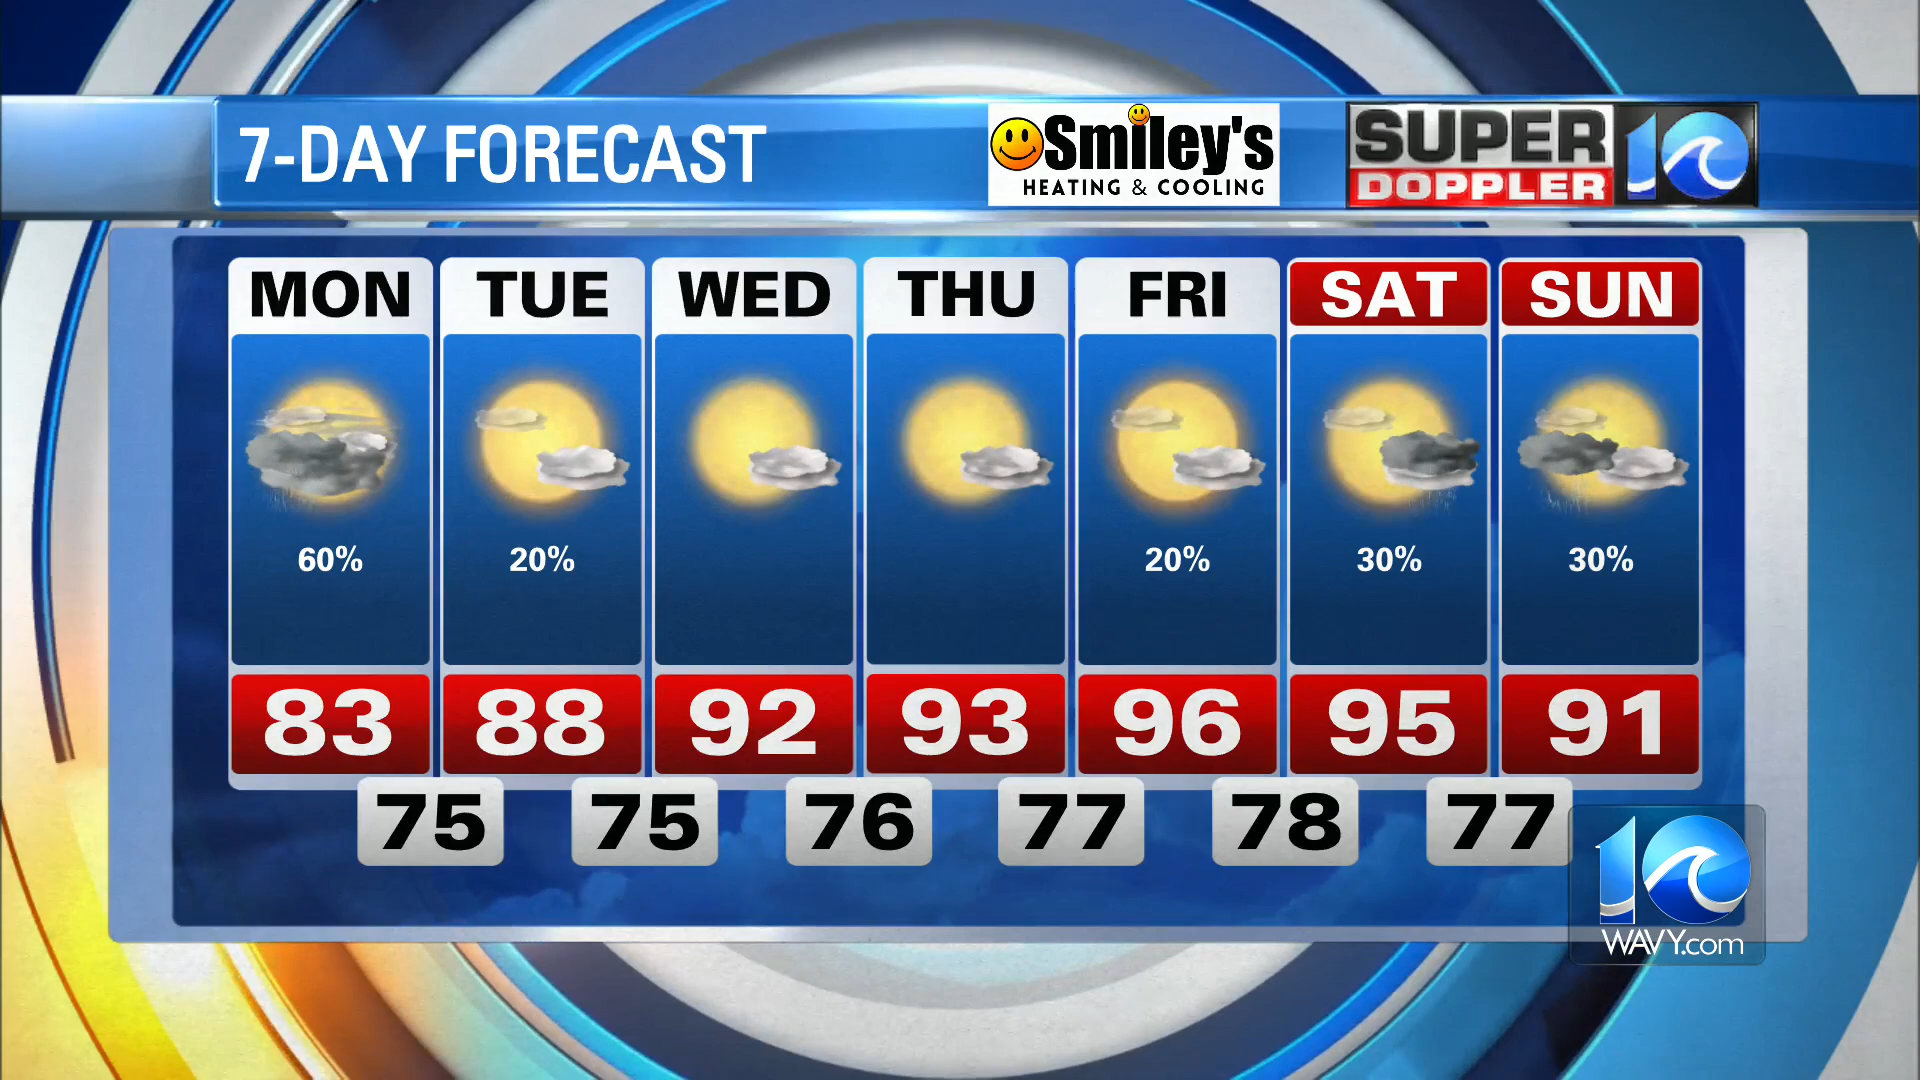 7-DAY FORECAST
Smiley's
HEATING & COOLING
SUPER
DOPPLER
10
MON TUE WED THU FRI SAT SUN
60% 20% 20% 30% 30%
83 88 92 93 96 95 91
75 75 76 77 78 77
10
WAVY.com